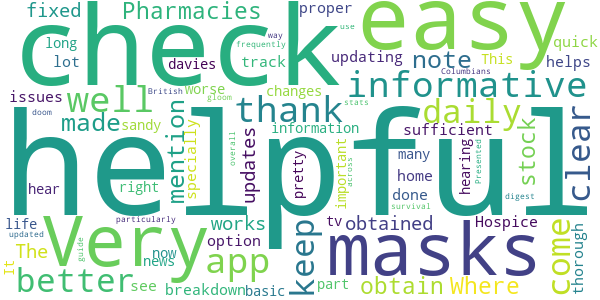 fixed Pharmacies proper way use
check easy
long frequently Columbians quick
lot davies track updating note This helps
worse changes British gloom
issues well informative
thank daily stats
made sandy mention specially information
doom updates overall sufficient
helpful
hear right pretty important across many home done hearing Presented stock clear
digest survival
life particularly tv obtained Hospice
updated The Very works option keep masks come thorough
It guide better see now news app
breakdown basic part obtain Where